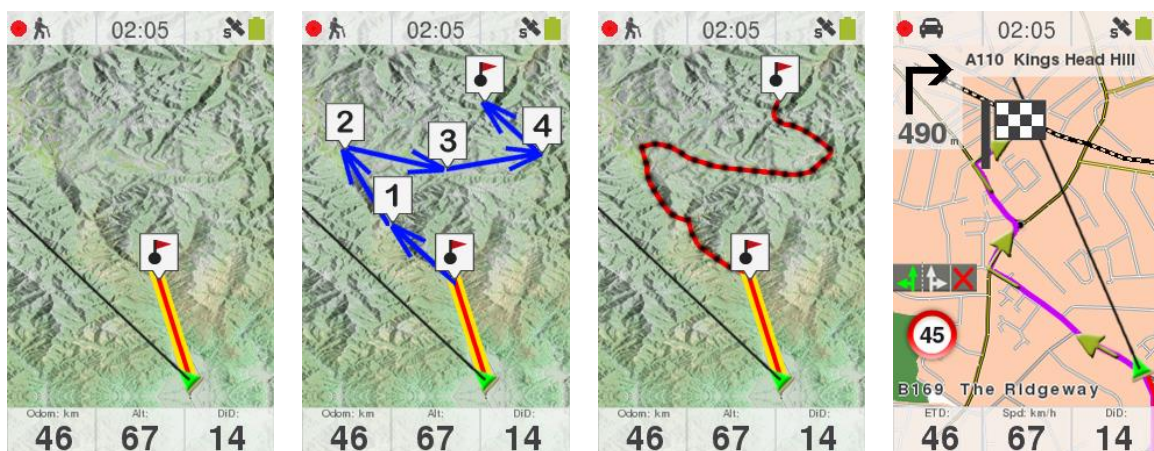 02:05
S
Odom: km Alt: DiD:
46 67 14
02:05
S
2
3
4
1
Odom: km Alt: DiD:
46 67 14
02:05
S
Odom: km Alt: DiD:
46 67 14
02:05
S
A110 Kings Head Hill
490 m
45
B169 The Ridgeway
ETD: Spd: km/h DiD:
46 67 14